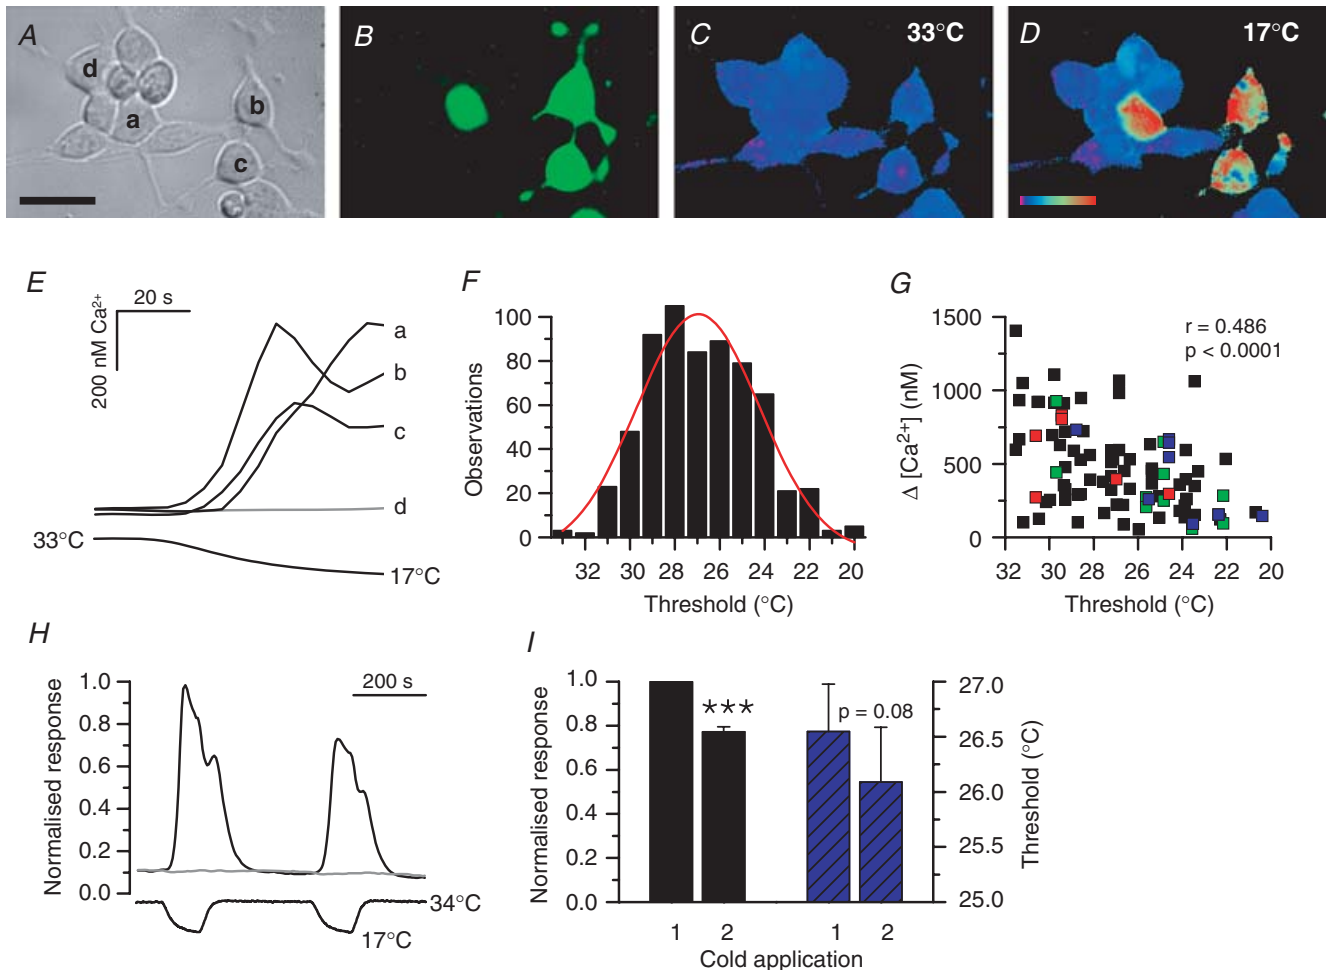 A
d
a
b
c
B
C
33°C
D
17°C
E
20 s
200 nM Ca²⁺
a
b
c
d
33°C
17°C
F
Observations
100
80
60
40
20
0
32 30 28 26 24 22 20
Threshold (°C)
G
Δ [Ca²⁺] (nM)
1500
1000
500
0
r = 0.486
p < 0.0001
32 30 28 26 24 22 20
Threshold (°C)
H
Normalised response
1.0
0.8
0.6
0.4
0.2
0.0
200 s
34°C
17°C
I
Normalised response
1.0
0.8
0.6
0.4
0.2
0.0
***
p = 0.08
27.0
26.5
26.0
25.5
25.0
Threshold (°C)
1 2 1 2
Cold application